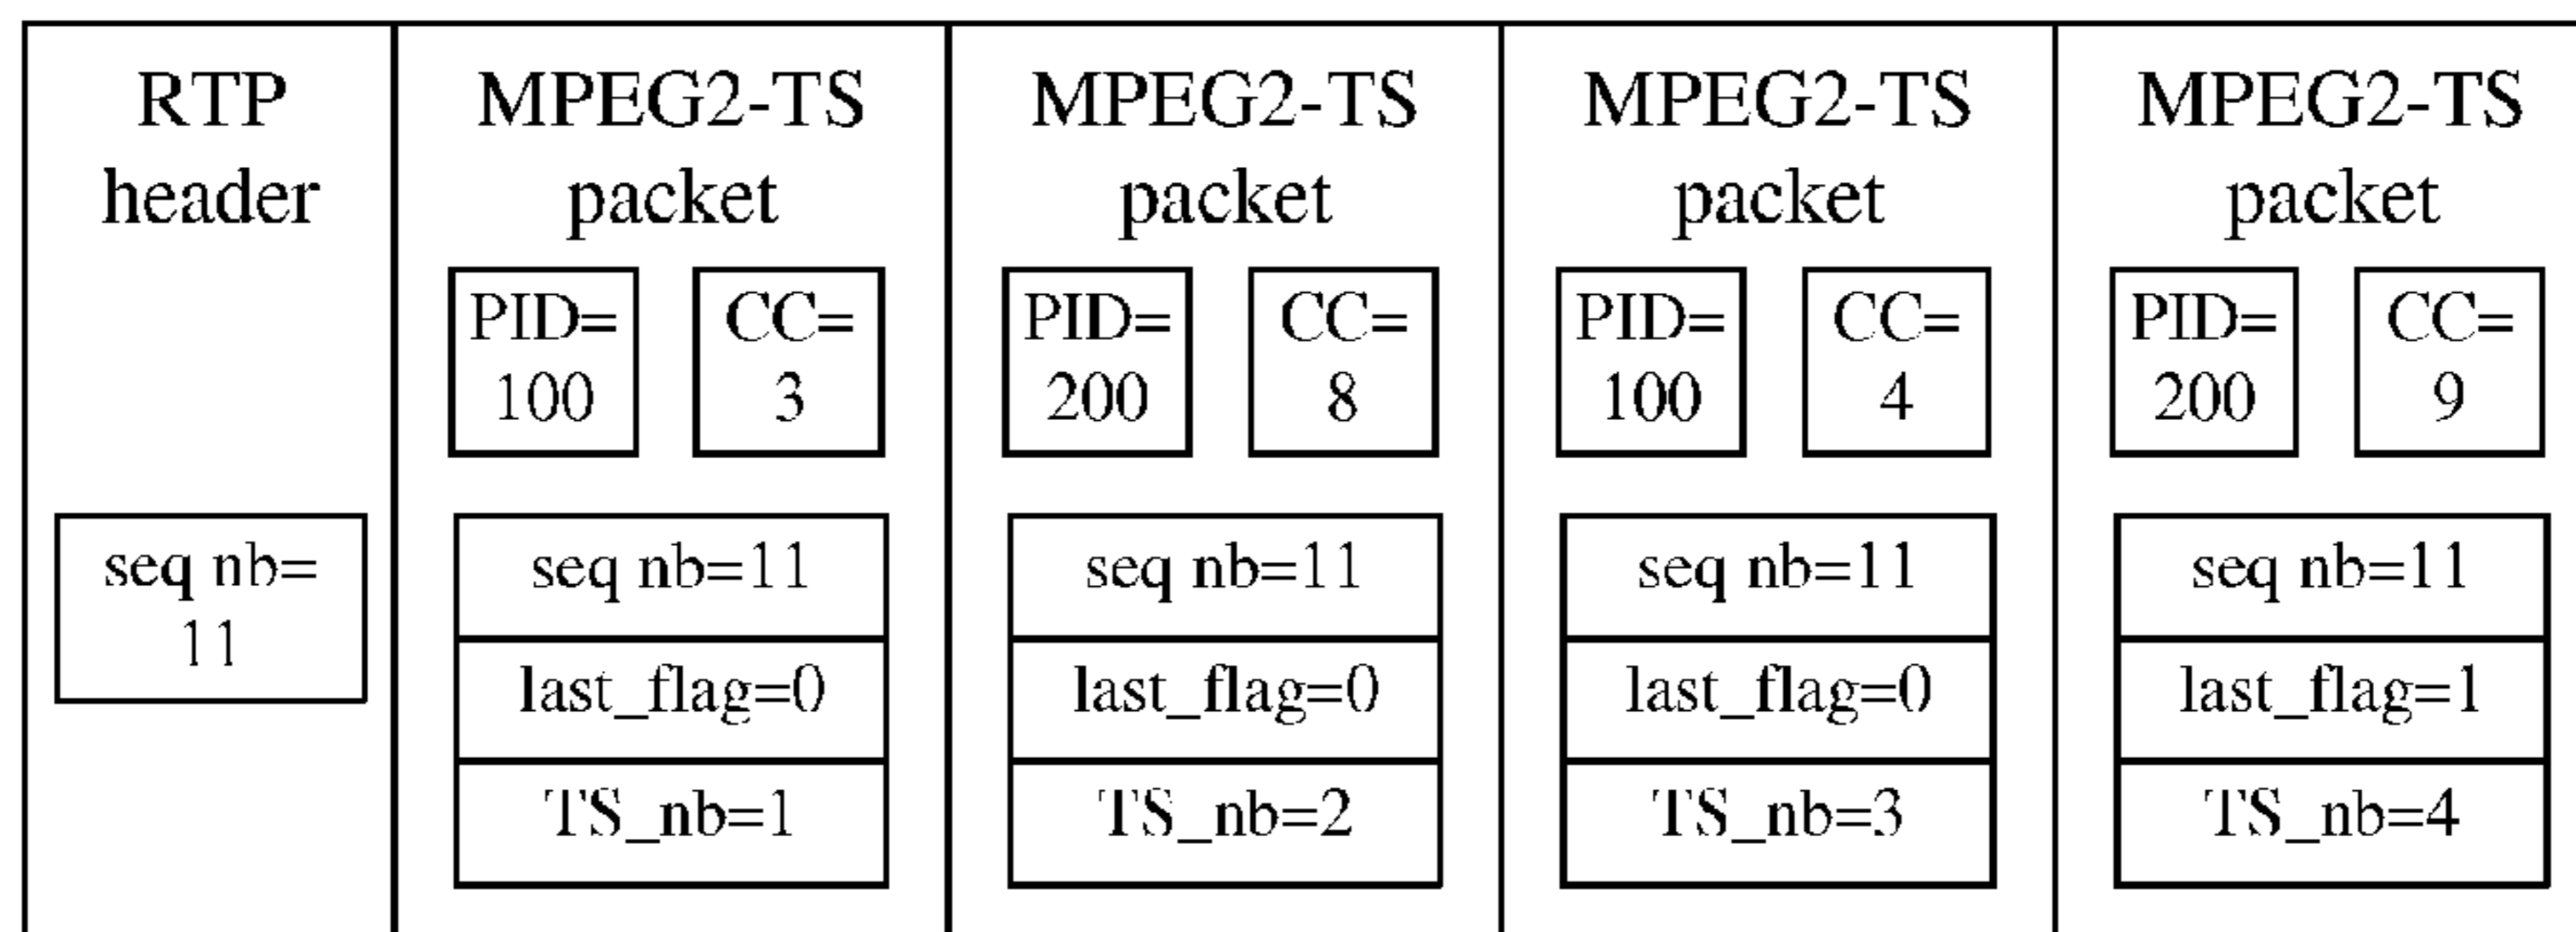 RTP
header
seq nb=
11
MPEG2-TS
packet
PID=
100
CC=
3
seq nb=11
last_flag=0
TS_nb=1
MPEG2-TS
packet
PID=
200
CC=
8
seq nb=11
last_flag=0
TS_nb=2
MPEG2-TS
packet
PID=
100
CC=
4
seq nb=11
last_flag=0
TS_nb=3
MPEG2-TS
packet
PID=
200
CC=
9
seq nb=11
last_flag=1
TS_nb=4